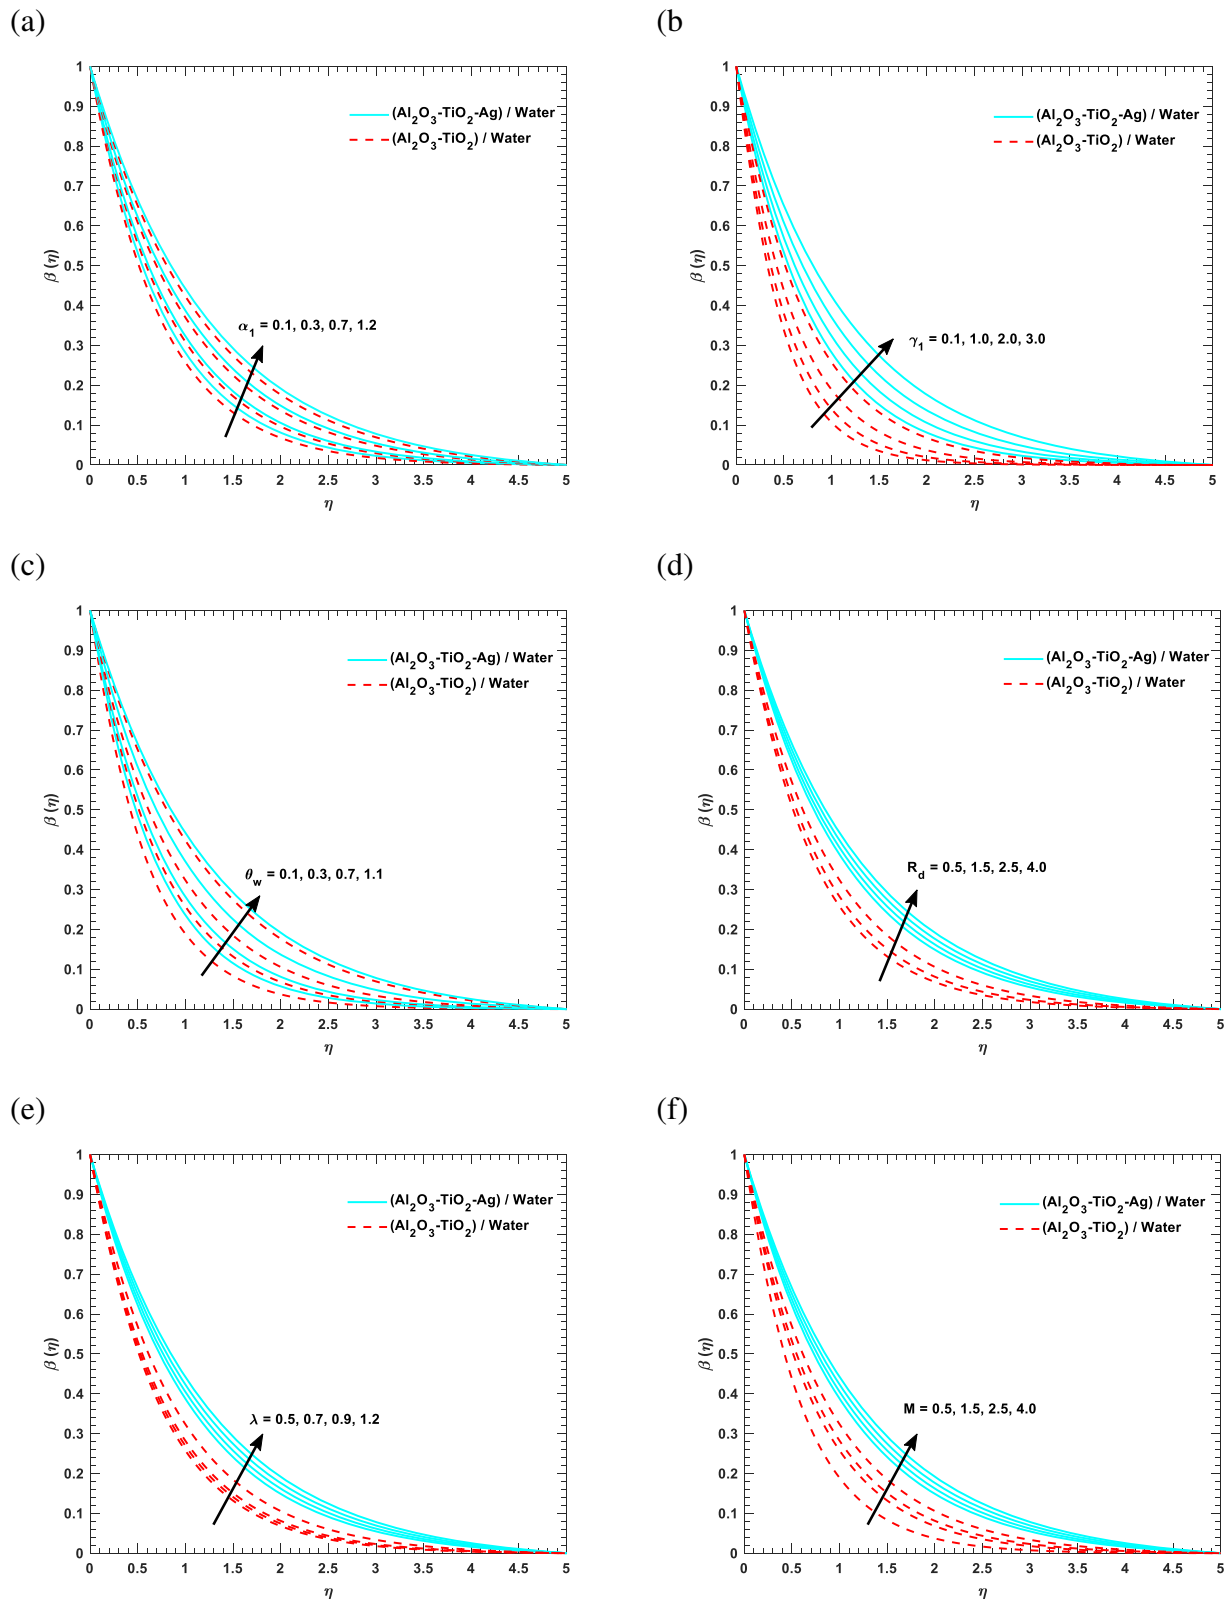 (a)
1
0.9
0.8
0.7
0.6
0.5
0.4
0.3
0.2
0.1
0
β (η)
(Al2O3-TiO2-Ag) / Water
(Al2O3-TiO2) / Water
α1 = 0.1, 0.3, 0.7, 1.2
0 0.5 1 1.5 2 2.5 3 3.5 4 4.5 5
η
(b
1
0.9
0.8
0.7
0.6
0.5
0.4
0.3
0.2
0.1
0
β (η)
(Al2O3-TiO2-Ag) / Water
(Al2O3-TiO2) / Water
γ1 = 0.1, 1.0, 2.0, 3.0
0 0.5 1 1.5 2 2.5 3 3.5 4 4.5 5
η
(c)
1
0.9
0.8
0.7
0.6
0.5
0.4
0.3
0.2
0.1
0
β (η)
(Al2O3-TiO2-Ag) / Water
(Al2O3-TiO2) / Water
θw = 0.1, 0.3, 0.7, 1.1
0 0.5 1 1.5 2 2.5 3 3.5 4 4.5 5
η
(d)
1
0.9
0.8
0.7
0.6
0.5
0.4
0.3
0.2
0.1
0
β (η)
(Al2O3-TiO2-Ag) / Water
(Al2O3-TiO2) / Water
Rd = 0.5, 1.5, 2.5, 4.0
0 0.5 1 1.5 2 2.5 3 3.5 4 4.5 5
η
(e)
1
0.9
0.8
0.7
0.6
0.5
0.4
0.3
0.2
0.1
0
β (η)
(Al2O3-TiO2-Ag) / Water
(Al2O3-TiO2) / Water
λ = 0.5, 0.7, 0.9, 1.2
0 0.5 1 1.5 2 2.5 3 3.5 4 4.5 5
η
(f)
1
0.9
0.8
0.7
0.6
0.5
0.4
0.3
0.2
0.1
0
β (η)
(Al2O3-TiO2-Ag) / Water
(Al2O3-TiO2) / Water
M = 0.5, 1.5, 2.5, 4.0
0 0.5 1 1.5 2 2.5 3 3.5 4 4.5 5
η